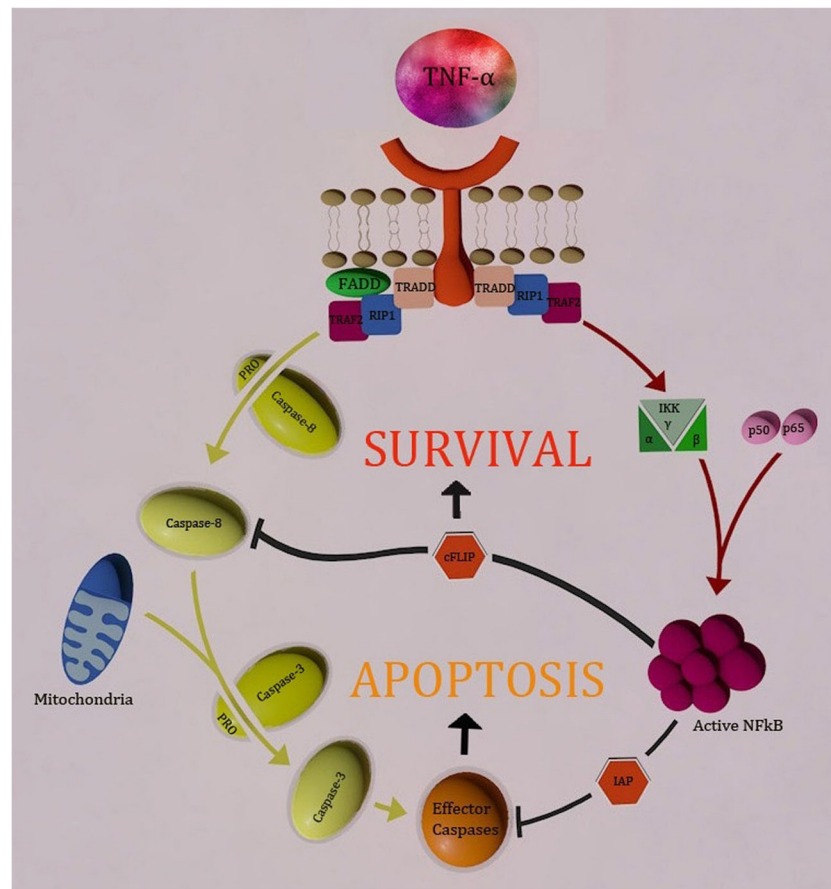 TNF-α
FADD
TRADD
TRADD
TRAF2
RIP1
RIP1
TRAF2
PRO
Caspase-8
IKK
γ
α
β
p50
p65
SURVIVAL
Caspase-8
cFLIP
Mitochondria
Caspase-3
PRO
APOPTOSIS
Active NFkB
Caspase-3
Effector
Caspases
IAP